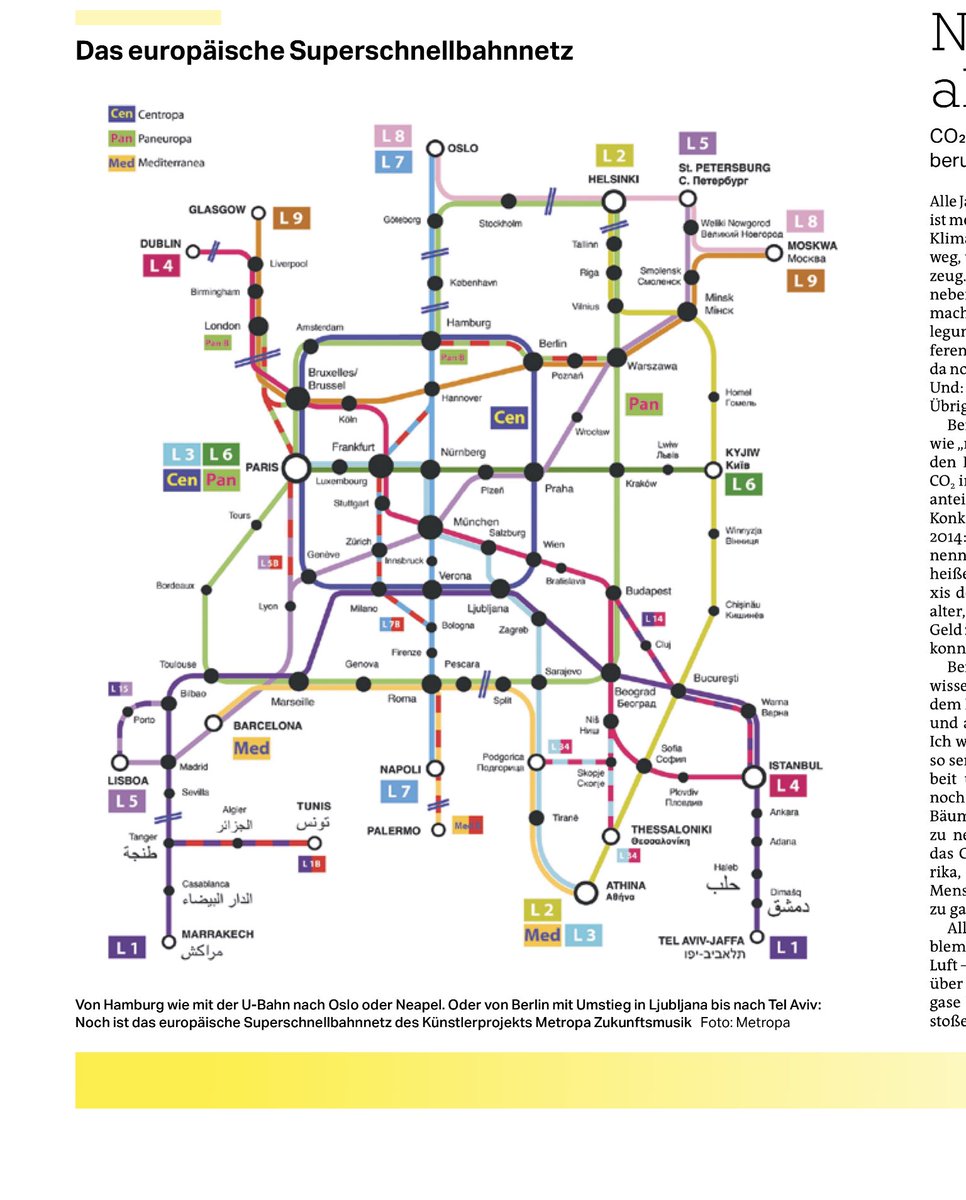 Das europäische Superschnellbahnnetz
Cen Centropa
Pan Paneuropa
Med Mediterranea
L 8
L 7
OSLO
L 2
HELSINKI
L 5
St. PETERSBURG
С. Петербург
GLASGOW
L 9
DUBLIN
L 4
Liverpool
Birmingham
London
Pan B
Göteborg
Stockholm
København
Tallinn
Riga
Vilnius
Weliki Nowgorod
Великий Новгород
L 8
MOSKWA
Москва
L 9
Smolensk
Смоленск
Minsk
Мінск
Amsterdam
Hamburg
Pan B
Berlin
Poznań
Warszawa
Bruxelles/
Brussel
Köln
Hannover
Cen
Pan
Homel
Гомель
Wrocław
L 3 L 6
Cen Pan
PARIS
Frankfurt
Luxembourg
Nürnberg
Plzeń
Praha
Kraków
Lwiw
Львів
KYJIW
Київ
L 6
Stuttgart
Tours
München
Salzburg
Zürich
Innsbruck
Wien
Bratislava
Winnyzja
Вінниця
L 5B
Genève
Bordeaux
Lyon
Milano
Verona
Ljubljana
Budapest
Chişinău
Кишинёв
L 7B
Bologna
Zagreb
L 14
Cluj
Firenze
Toulouse
Genova
Pescara
Sarajevo
L 15
Bilbao
Marseille
Roma
Split
Beograd
Београд
Bucureşti
Warna
Варна
Porto
BARCELONA
Med
Niš
Ниш
Sofia
София
LISBOA
L 5
Madrid
NAPOLI
L 7
Podgorica
Подгорица
L 34
Skopje
Скопје
Plovdiv
Пловдив
ISTANBUL
L 4
Sevilla
Algier
الجزائر
TUNIS
تونس
Tanger
طنجة
L 1B
PALERMO
Tiranë
THESSALONIKI
Θεσσαλονίκη
L 34
Ankara
Adana
Haleb
حلب
Dimašq
دمشق
Casablanca
الدار البيضاء
ATHINA
Αθήνα
L 2
Med L 3
L 1
MARRAKECH
مراكش
TEL AVIV-JAFFA
תלאביב-יפו
L 1
Von Hamburg wie mit der U-Bahn nach Oslo oder Neapel. Oder von Berlin mit Umstieg in Ljubljana bis nach Tel Aviv:
Noch ist das europäische Superschnellbahnnetz des Künstlerprojekts Metropa Zukunftsmusik Foto: Metropa
N
al
CO₂
beru
Alle Ja
ist me
Klima
weg,
zeug.
nebe
mach
legun
feren
da no
Und:
Übrig
Bei
wie „
den
CO₂ i
antei
Konk
2014:
nenn
heiße
xis d
alter,
Geld:
konn
Be
wisse
dem
und a
Ich w
so ser
beit
noch
Bäum
zu ne
das C
rika,
Mens
zu ga
All
blem
Luft –
über
gase
stoße